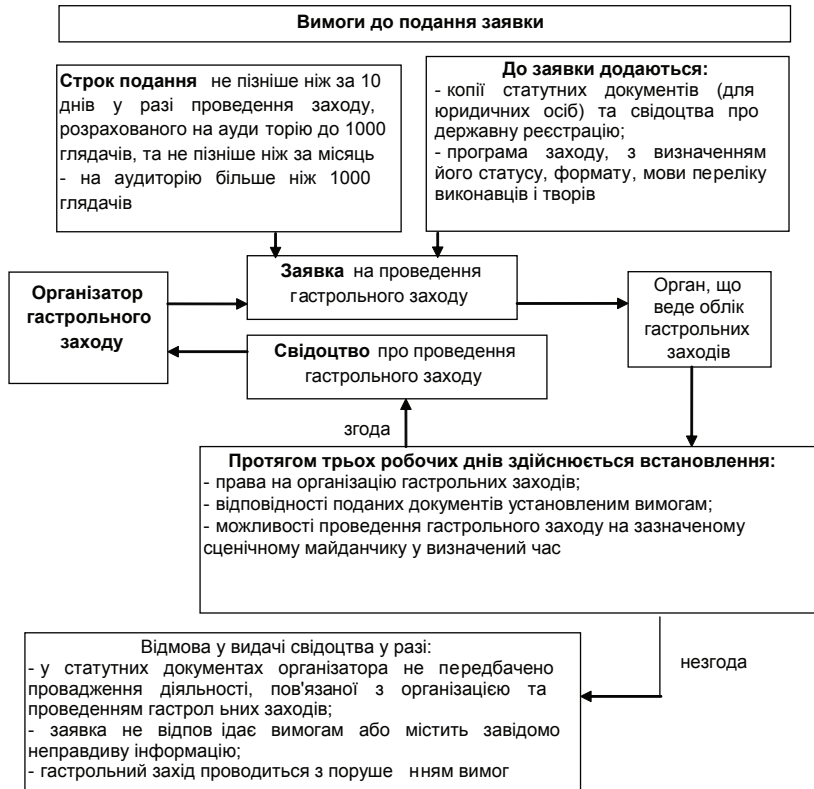 Вимоги до подання заявки
Строк подання не пізніше ніж за 10
днів у разі проведення заходу,
розрахованого на ауди торію до 1000
глядачів, та не пізніше ніж за місяць
- на аудиторію більше ніж 1000
глядачів
До заявки додаються:
- копії статутних документів (для
юридичних осіб) та свідоцтва про
державну реєстрацію;
- програма заходу, з визначенням
його статусу, формату, мови переліку
виконавців і творів
Організатор
гастрольного
заходу
Заявка на проведення
гастрольного заходу
Орган, що
веде облік
гастрольних
заходів
Свідоцтво про проведення
гастрольного заходу
згода
Протягом трьох робочих днів здійснюється встановлення:
- права на організацію гастрольних заходів;
- відповідності поданих документів установленим вимогам;
- можливості проведення гастрольного заходу на зазначеному
сценічному майданчику у визначений час
незгода
Відмова у видачі свідоцтва у разі:
- у статутних документах організатора не передбачено
провадження діяльності, пов'язаної з організацією та
проведенням гастрол ьних заходів;
- заявка не відпов ідає вимогам або містить завідомо
неправдиву інформацію;
- гастрольний захід проводиться з поруше нням вимог